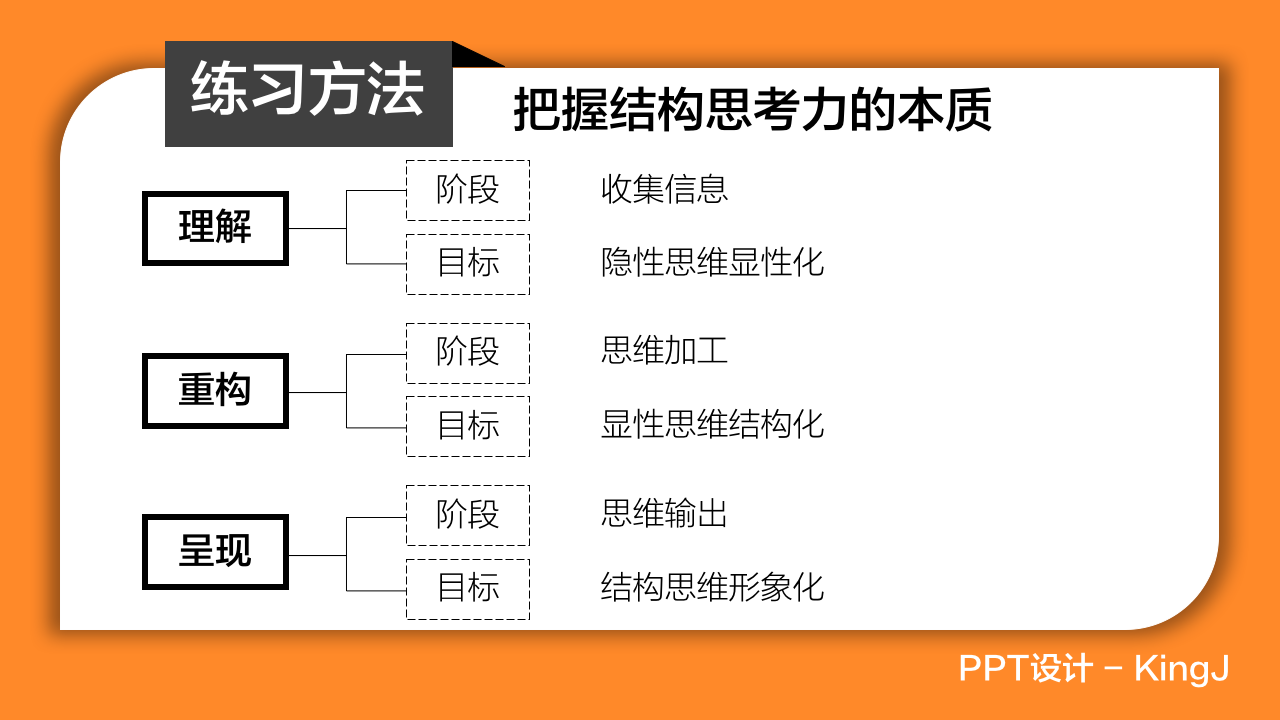 练习方法
把握结构思考力的本质
理解
阶段 收集信息
目标 隐性思维显性化
重构
阶段 思维加工
目标 显性思维结构化
呈现
阶段 思维输出
目标 结构思维形象化
PPT设计 – KingJ